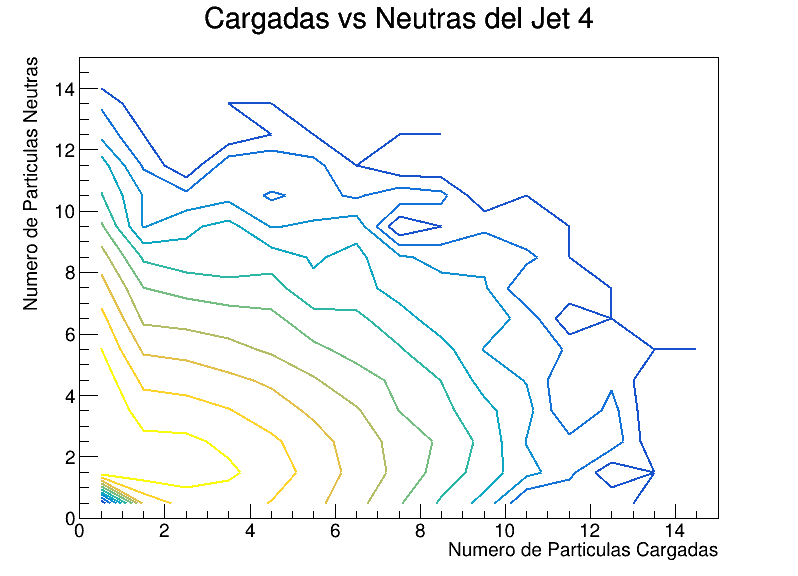 Cargadas vs Neutras del Jet 4
Numero de Particulas Neutras
14
12
10
8
6
4
2
0
0 2 4 6 8 10 12 14
Numero de Particulas Cargadas